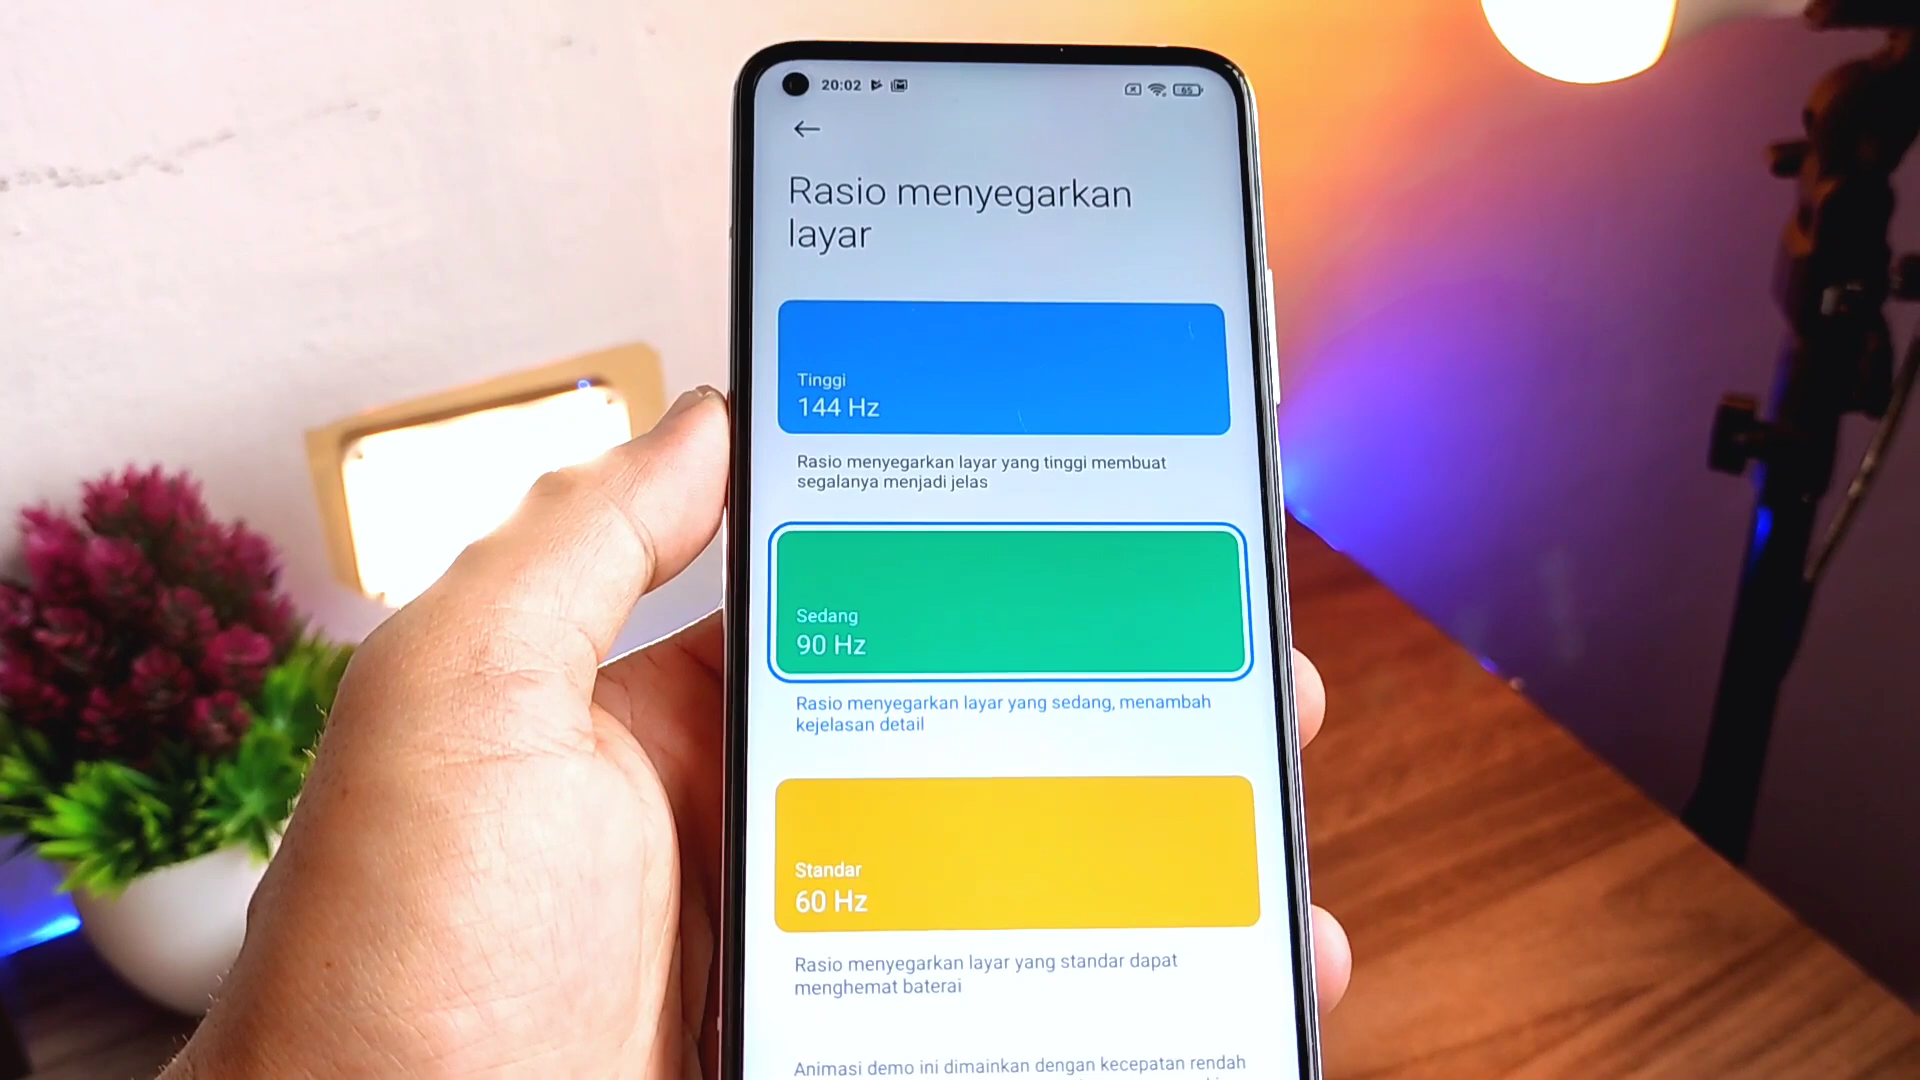 20:02
65
Rasio menyegarkan
layar
Tinggi
144 Hz
Rasio menyegarkan layar yang tinggi membuat
segalanya menjadi jelas
Sedang
90 Hz
Rasio menyegarkan layar yang sedang, menambah
kejelasan detail
Standar
60 Hz
Rasio menyegarkan layar yang standar dapat
menghemat baterai
Animasi demo ini dimainkan dengan kecepatan rendah